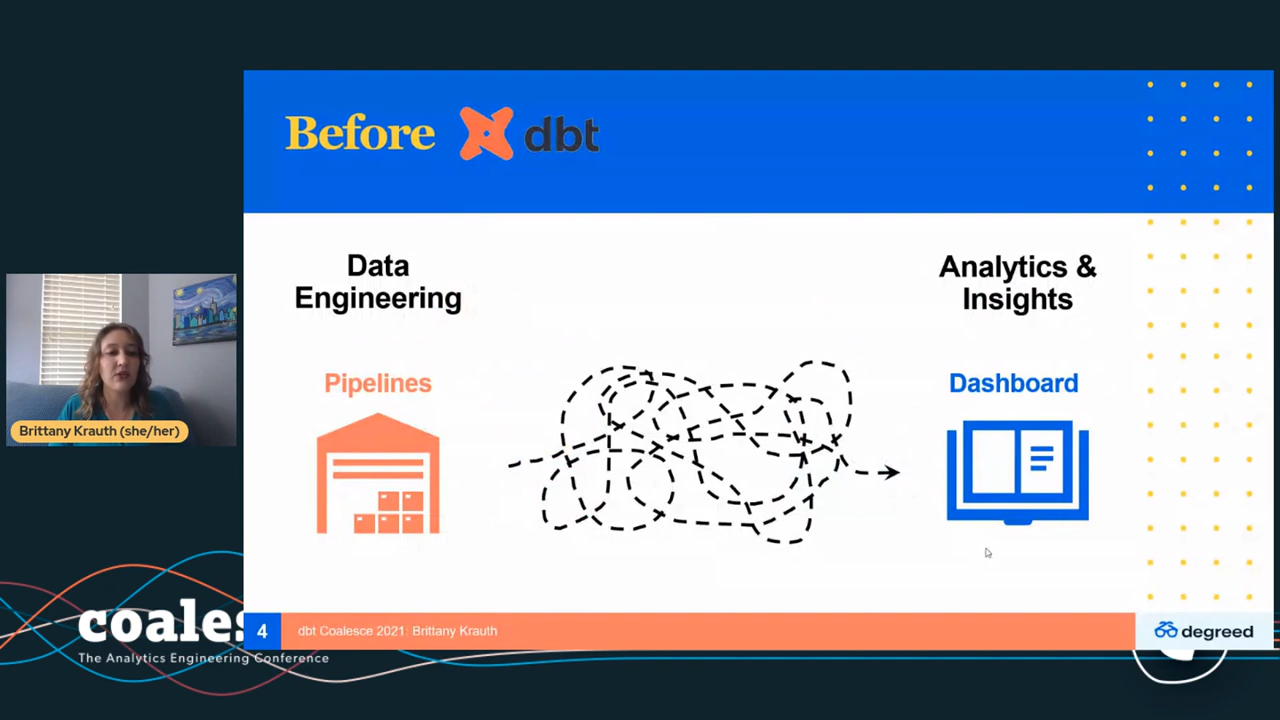 Before dbt
Data
Engineering
Analytics &
Insights
Pipelines
Dashboard
Brittany Krauth (she/her)
coales
The Analytics Engineering Conference
4
dbt Coalesce 2021: Brittany Krauth
degreed